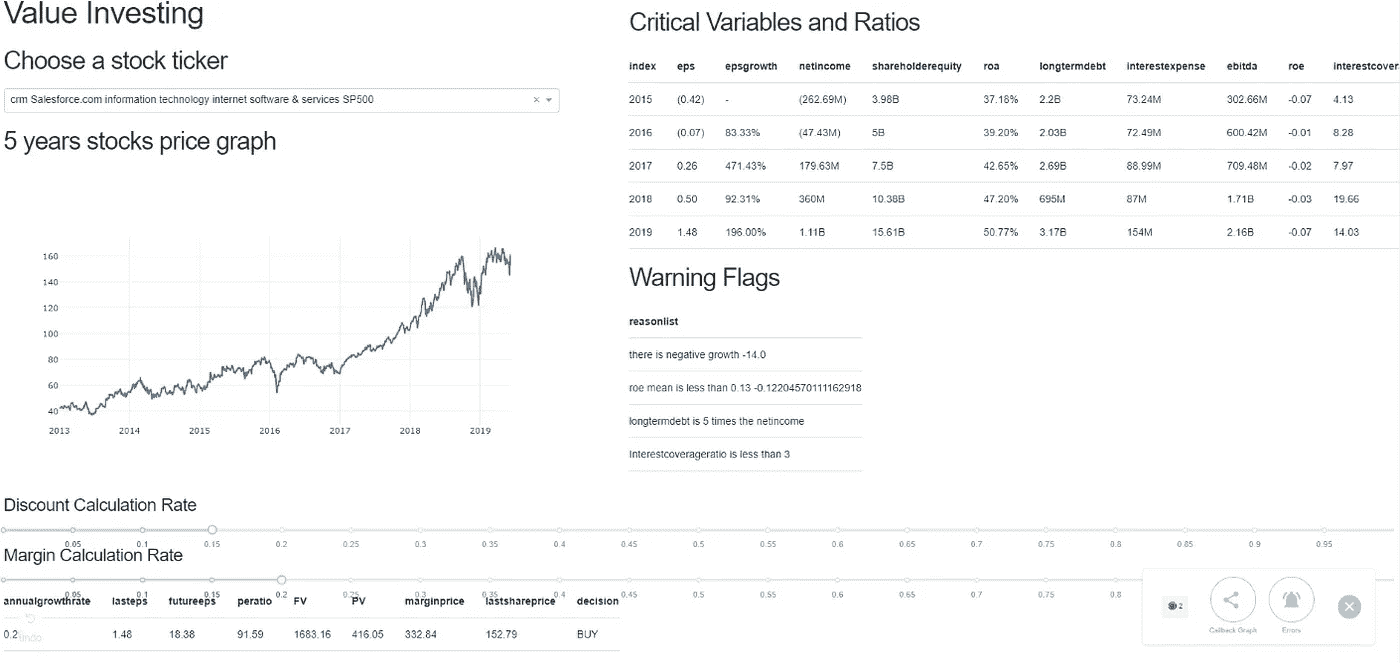 Value Investing
Choose a stock ticker
crm Salesforce.com information technology internet software & services SP500 ×
5 years stocks price graph
160
140
120
100
80
60
40
2013 2014 2015 2016 2017 2018 2019
Critical Variables and Ratios
index eps epsgrowth netincome shareholderequity roa longtermdebt interestexpense ebitda roe interestcover
2015 (0.42) - (262.69M) 3.98B 37.18% 2.2B 73.24M 302.66M -0.07 4.13
2016 (0.07) 83.33% (47.43M) 5B 39.20% 2.03B 72.49M 600.42M -0.01 8.28
2017 0.26 471.43% 179.63M 7.5B 42.65% 2.69B 88.99M 709.48M -0.02 7.97
2018 0.50 92.31% 360M 10.38B 47.20% 695M 87M 1.71B -0.03 19.66
2019 1.48 196.00% 1.11B 15.61B 50.77% 3.17B 154M 2.16B -0.07 14.03
Warning Flags
reasonlist
there is negative growth -14.0
roe mean is less than 0.13 -0.12204570111162918
longtermdebt is 5 times the netincome
Interestcoverageratio is less than 3
Discount Calculation Rate
0.05 0.1 0.15 0.2 0.25 0.3 0.35 0.4 0.45 0.5 0.55 0.6 0.65 0.7 0.75 0.8 0.85 0.9 0.95
Margin Calculation Rate
0.05 0.1 0.15 0.2 0.25 0.3 0.35 0.4 0.45 0.5 0.55 0.6 0.65 0.7 0.75 0.8
annualgrowthrate lasteps futureeps peratio FV PV marginprice lastshareprice decision
0.2 1.48 18.38 91.59 1683.16 416.05 332.84 152.79 BUY
undo
2
Callback Graph Errors